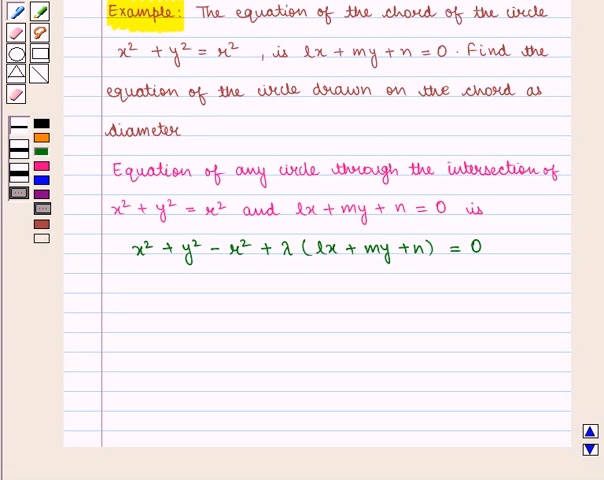 Example: The equation of the chord of the circle
x² + y² = r² , is lx + my + n = 0. Find the
equation of the circle drawn on the chord as
diameter
Equation of any circle through the intersection of
x² + y² = r² and lx + my + n = 0 is
x² + y² - r² + λ (lx + my + n) = 0